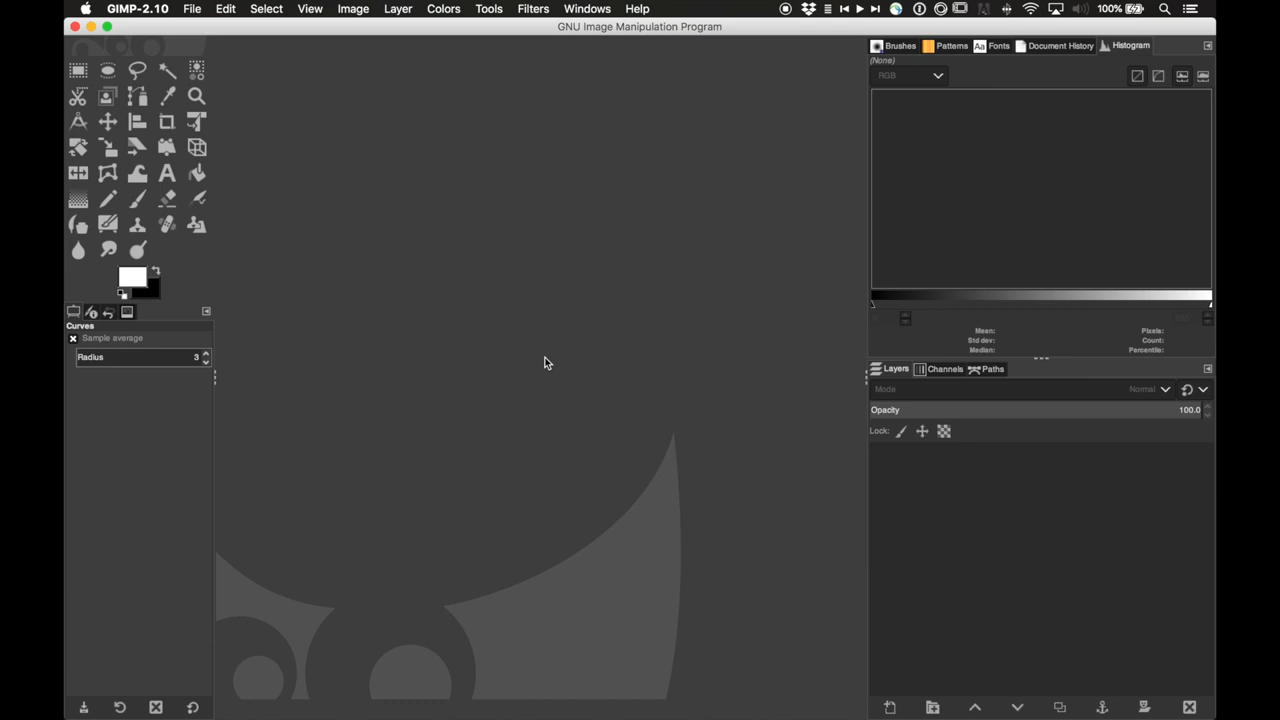 GIMP-2.10 File Edit Select View Image Layer Colors Tools Filters Windows Help 100%
GNU Image Manipulation Program
Brushes Patterns Aa Fonts Document History Histogram
(None)
RGB
Mean: Pixels:
Std dev: Count:
Median: Percentile:
Curves
Sample average
Radius 3
Layers Channels Paths
Mode Normal
Opacity 100.0
Lock:
A